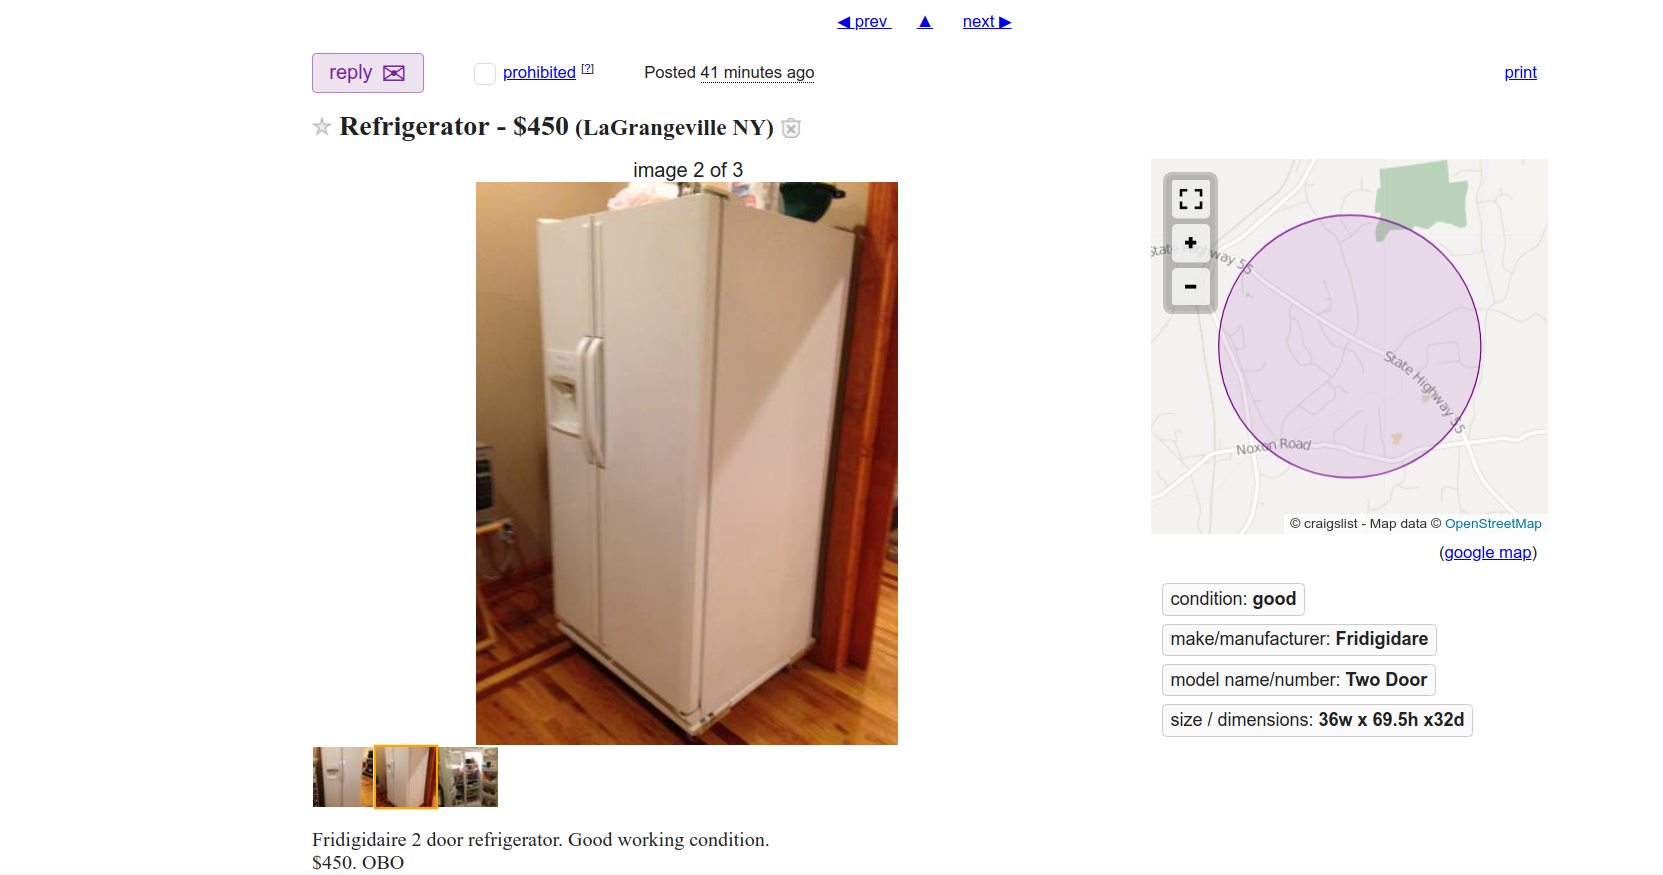 ◀ prev ▲ next ▶
reply prohibited [?] Posted 41 minutes ago print
Refrigerator - $450 (LaGrangeville NY)
image 2 of 3
State Highway 55
State Highway 55
Noxon Road
© craigslist - Map data © OpenStreetMap
(google map)
condition: good
make/manufacturer: Fridigidare
model name/number: Two Door
size / dimensions: 36w x 69.5h x32d
Fridigidaire 2 door refrigerator. Good working condition.
$450. OBO